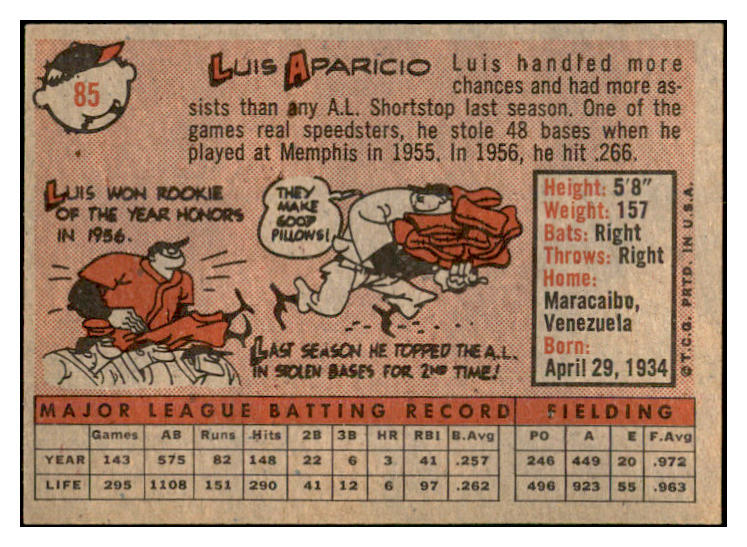 85
LUIS APARICIO
Luis handled more
chances and had more as-
sists than any A.L. Shortstop last season. One of the
games real speedsters, he stole 48 bases when he
played at Memphis in 1955. In 1956, he hit .266.
LUIS WON ROOKIE
OF THE YEAR HONORS
IN 1956.
THEY
MAKE
GOOD
PILLOWS!
LAST SEASON HE TOPPED THE A.L.
IN STOLEN BASES FOR 2ND TIME!
Height: 5'8"
Weight: 157
Bats: Right
Throws: Right
Home:
Maracaibo,
Venezuela
Born:
April 29, 1934
©T.C.G. PRTD. IN U.S.A.
MAJOR LEAGUE BATTING RECORD FIELDING
Games AB Runs Hits 2B 3B HR RBI B.Avg PO A E F.Avg
YEAR 143 575 82 148 22 6 3 41 .257 246 449 20 .972
LIFE 295 1108 151 290 41 12 6 97 .262 496 923 55 .963